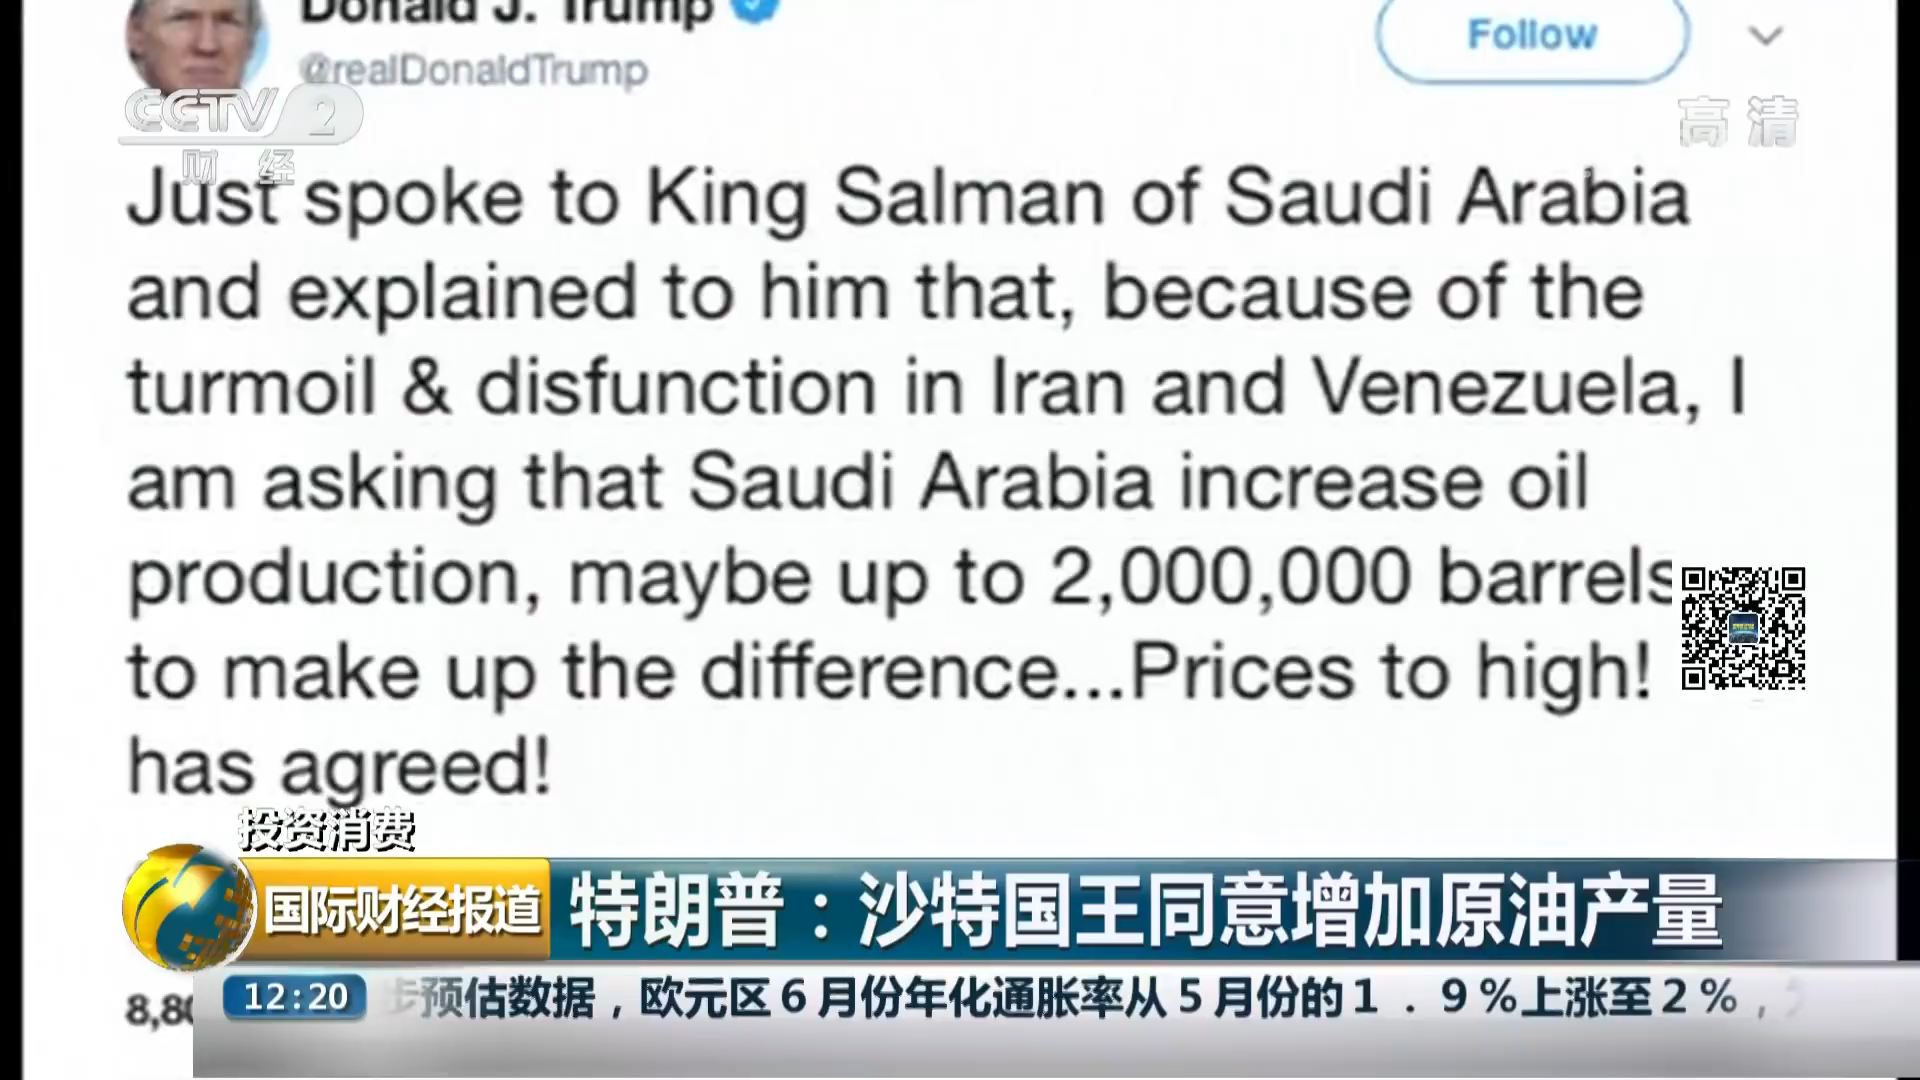 Donald J. Trump
@realDonaldTrump
Follow
CCTV 2
财 经
高 清
Just spoke to King Salman of Saudi Arabia
and explained to him that, because of the
turmoil & disfunction in Iran and Venezuela, I
am asking that Saudi Arabia increase oil
production, maybe up to 2,000,000 barrels
to make up the difference...Prices to high!
has agreed!
投资消费
国际财经报道
特朗普：沙特国王同意增加原油产量
12:20
步预估数据，欧元区6月份年化通胀率从5月份的1．9%上涨至2%，
8,80